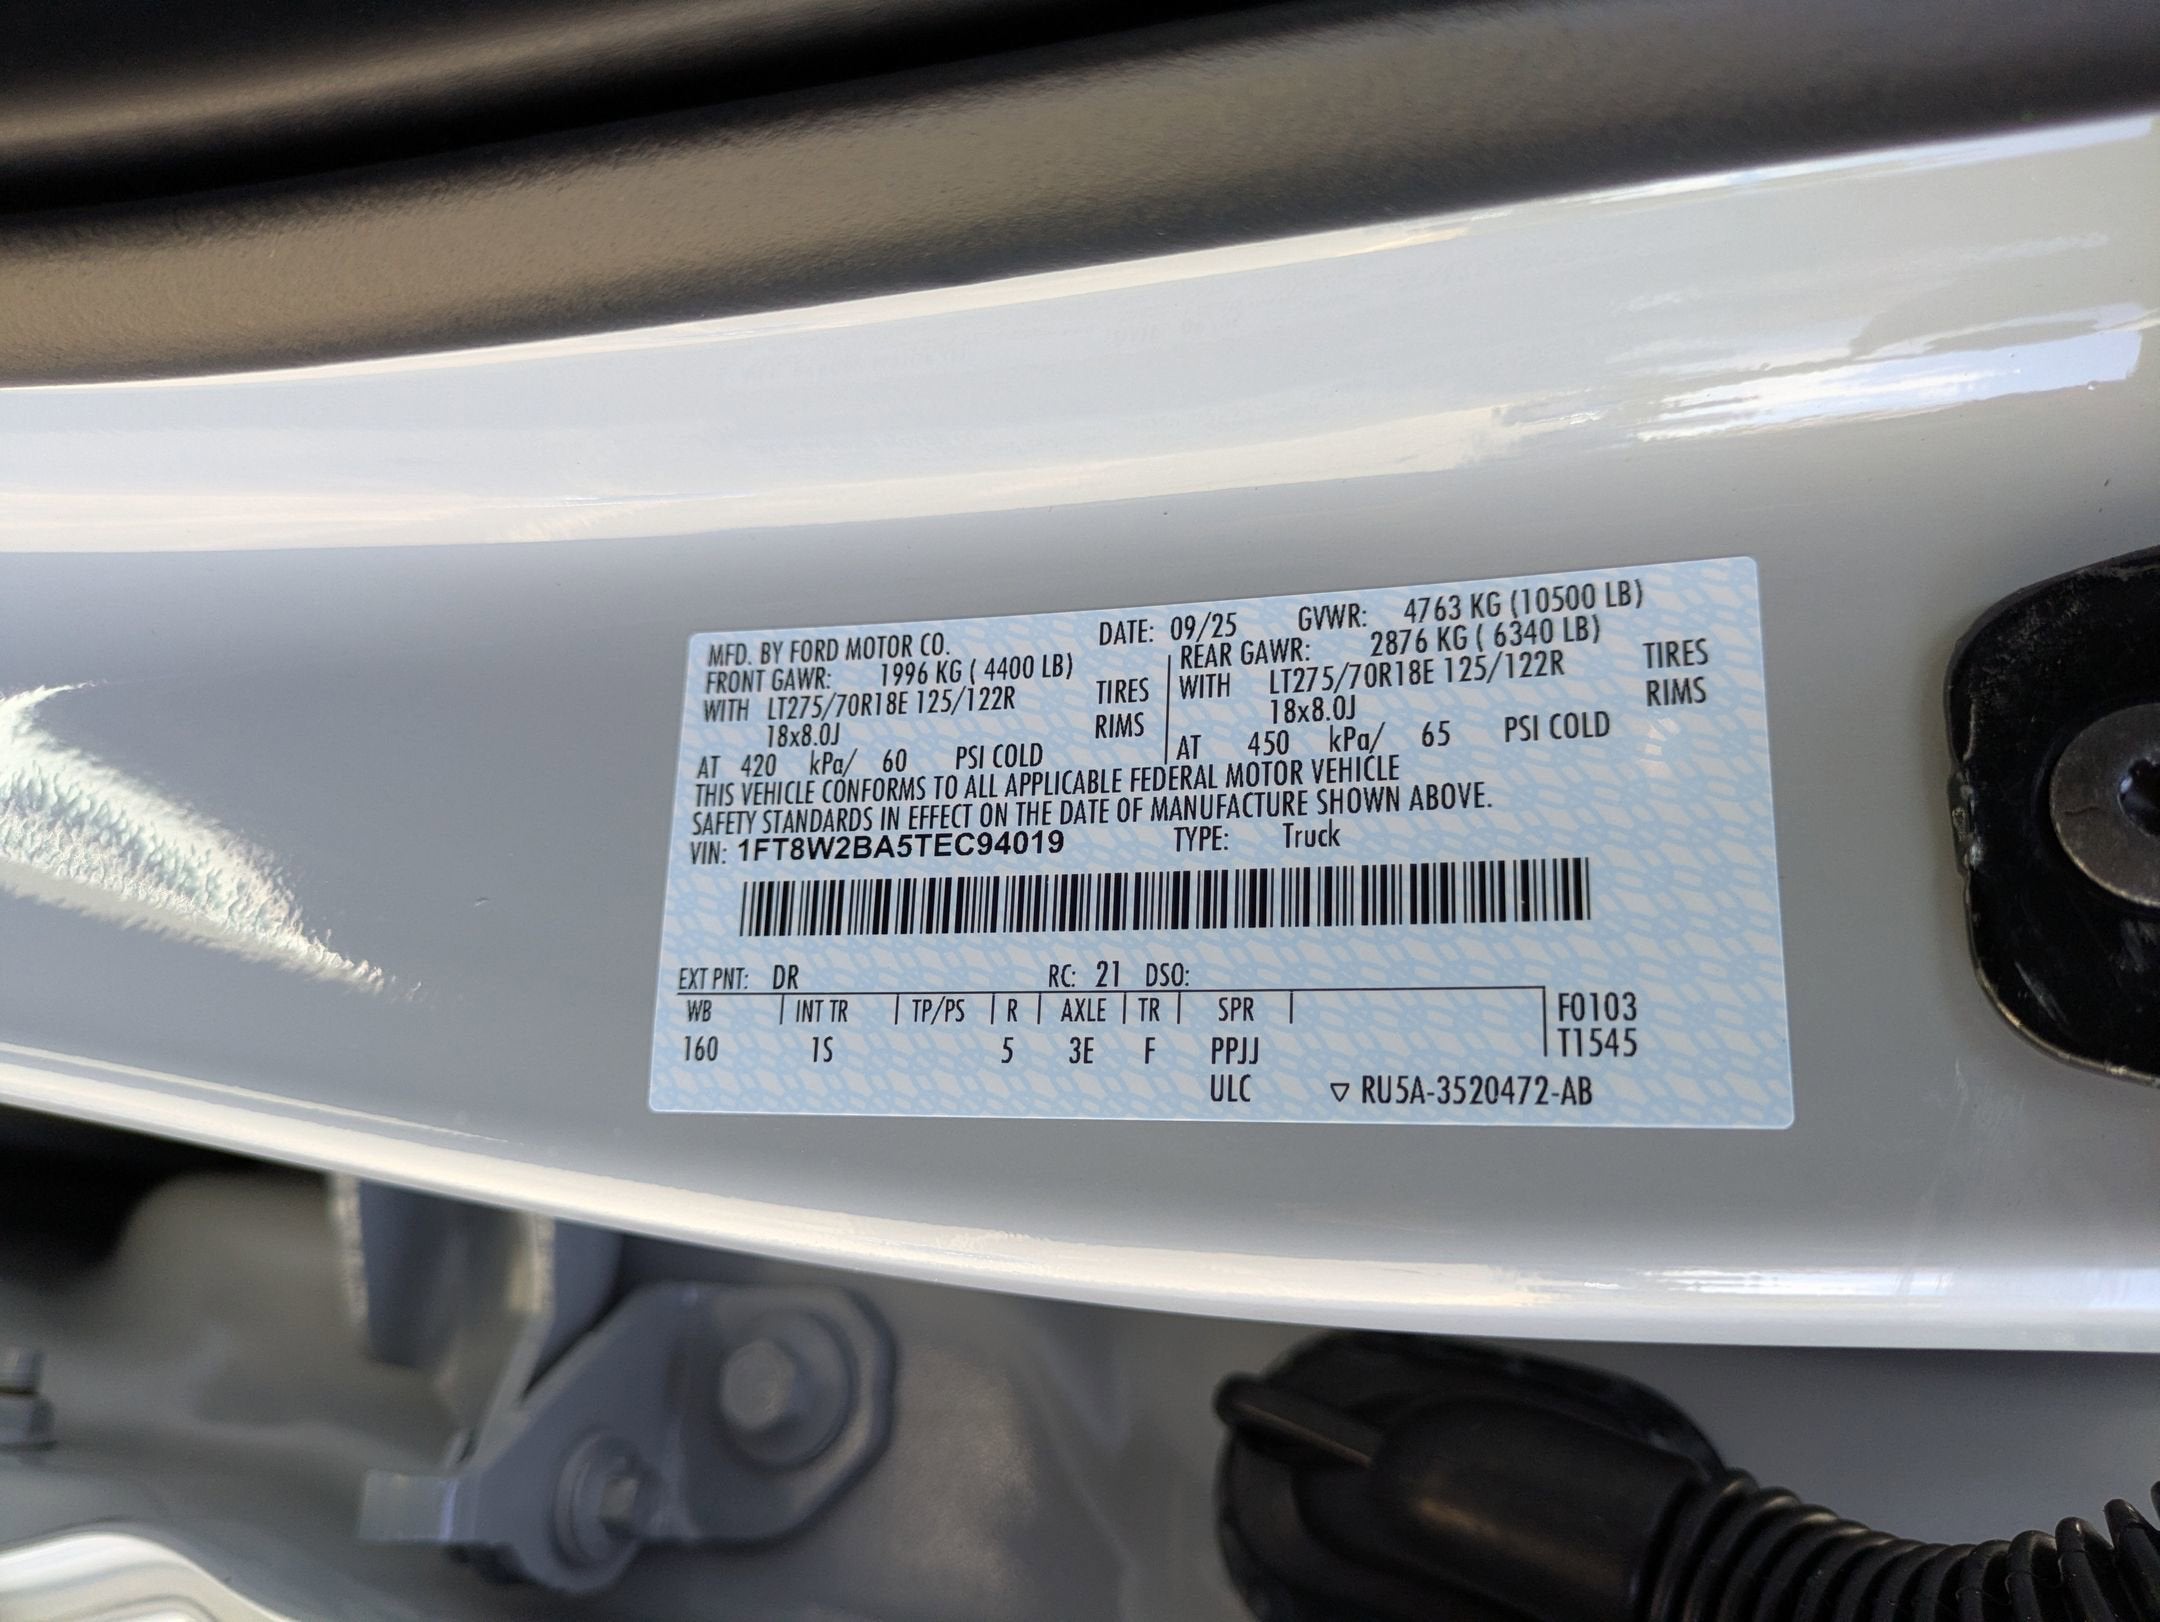 MFD. BY FORD MOTOR CO. DATE: 09/25 GVWR: 4763 KG (10500 LB)
FRONT GAWR: 1996 KG ( 4400 LB) REAR GAWR: 2876 KG ( 6340 LB)
WITH LT275/70R18E 125/122R TIRES WITH LT275/70R18E 125/122R TIRES
18x8.0J RIMS 18x8.0J RIMS
AT 420 kPa/ 60 PSI COLD AT 450 kPa/ 65 PSI COLD
THIS VEHICLE CONFORMS TO ALL APPLICABLE FEDERAL MOTOR VEHICLE
SAFETY STANDARDS IN EFFECT ON THE DATE OF MANUFACTURE SHOWN ABOVE.
VIN: 1FT8W2BA5TEC94019 TYPE: Truck
EXT PNT: DR RC: 21 DSO:
WB INT TR TP/PS R AXLE TR SPR F0103
160 1S 5 3E F PPJJ T1545
ULC ▽ RU5A-3520472-AB